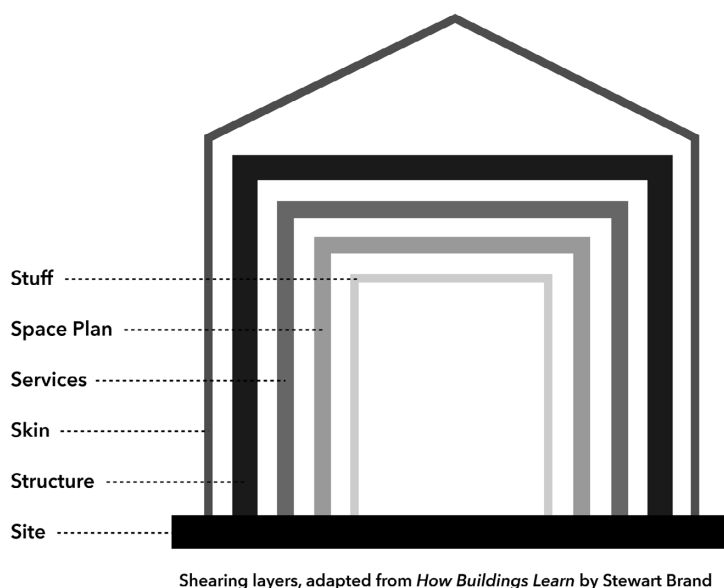 Stuff
Space Plan
Services
Skin
Structure
Site
Shearing layers, adapted from How Buildings Learn by Stewart Brand